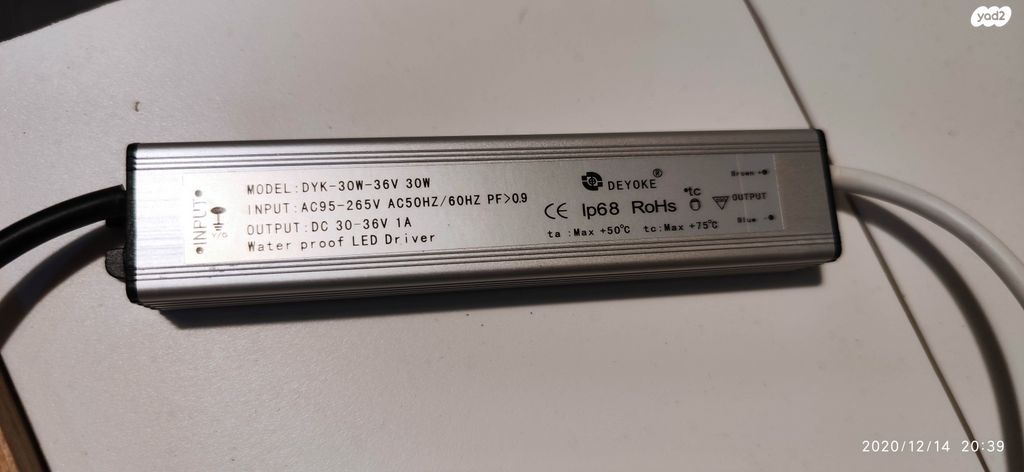 yad2
MODEL:DYK-30W-36V 30W
INPUT:AC95-265V AC50HZ/60HZ PF>0.9
OUTPUT:DC 30-36V 1A
Water proof LED Driver
INPUT
Y/G
DEYOKE®
CE Ip68 RoHs
*tc
ta :Max +50℃ tc:Max +75℃
Brown
OUTPUT
Blue
2020/12/14 20:39